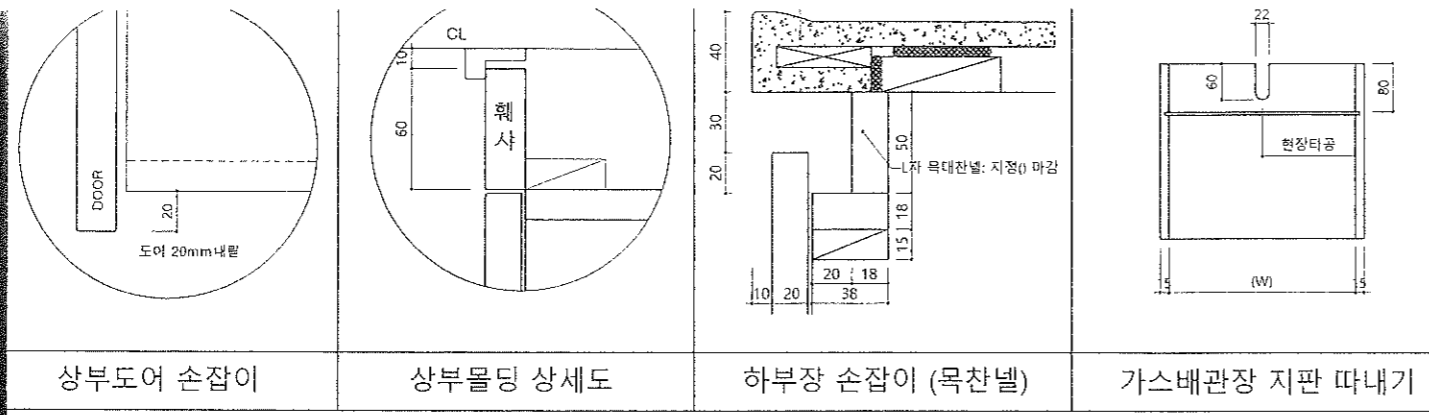 DOOR
20
도어 20mm내림
상부도어 손잡이
CL
10
60
훼
샤
상부몰딩 상세도
40
30
20
50
L자 목대찬넬: 지정() 마감
18
15
20
18
10
20
38
하부장 손잡이 (목찬넬)
22
60
80
현장타공
15
(W)
15
가스배관장 지판 따내기